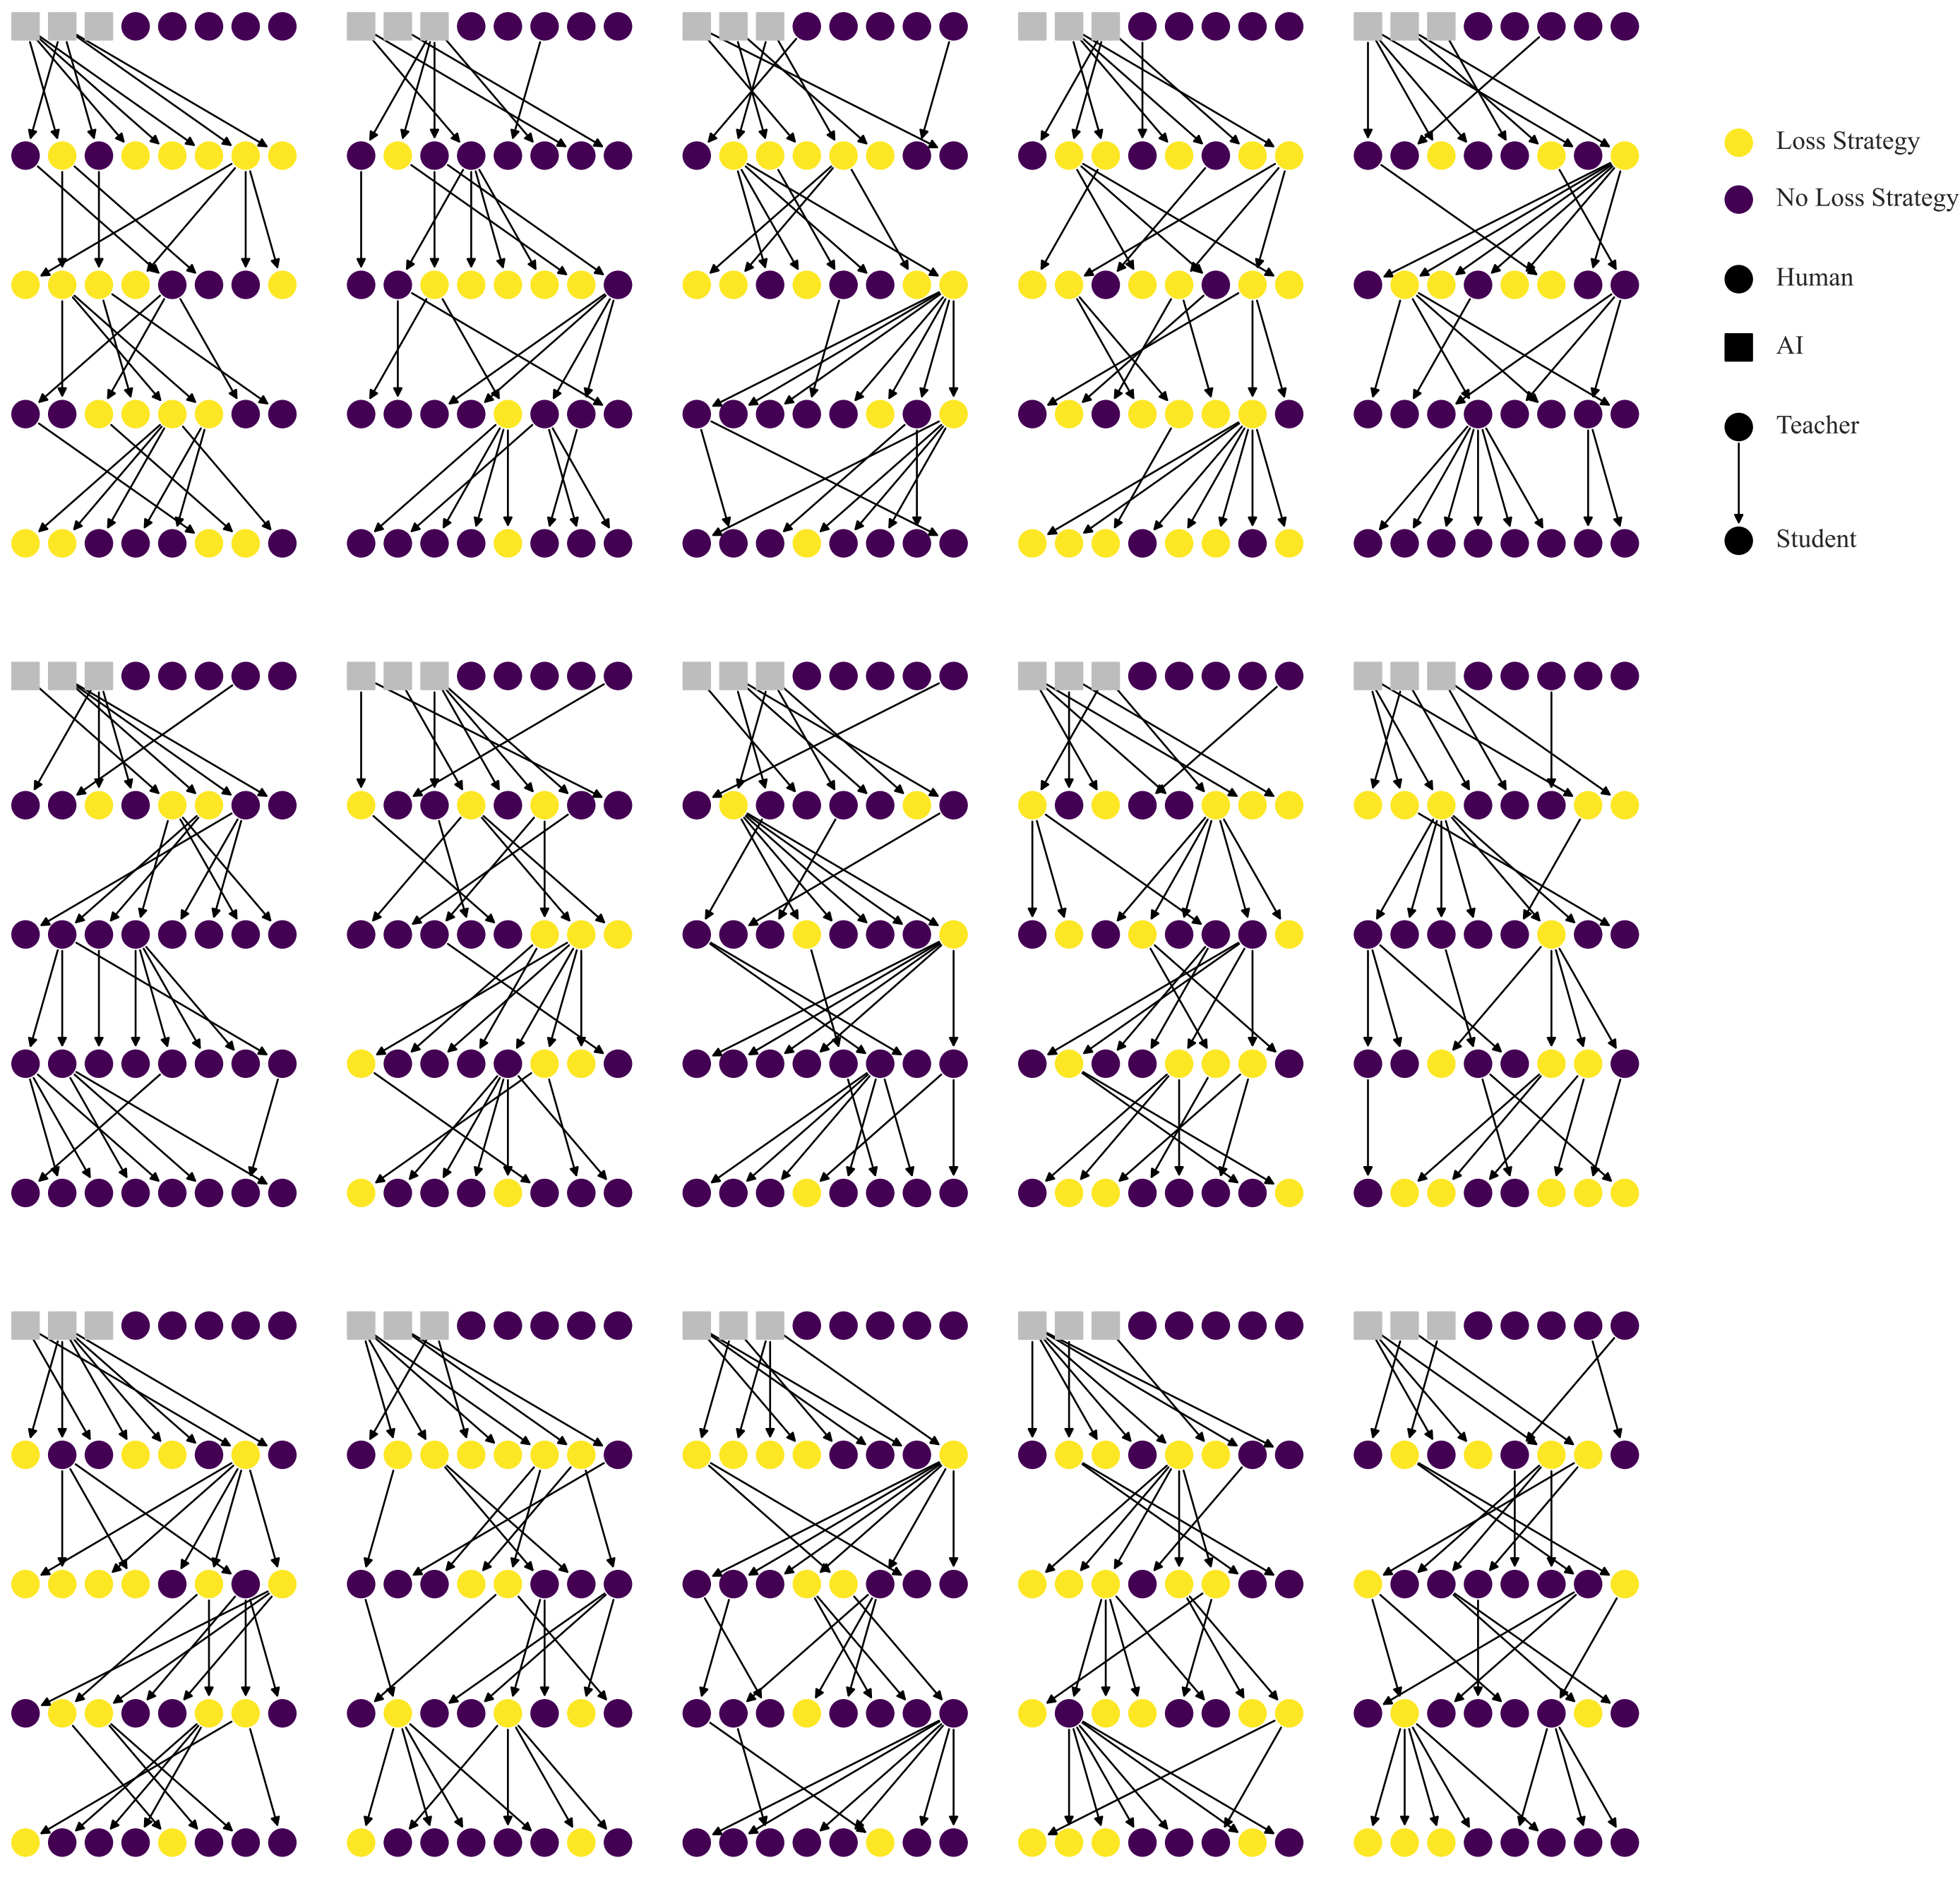 Loss Strategy
No Loss Strategy
Human
AI
Teacher
Student